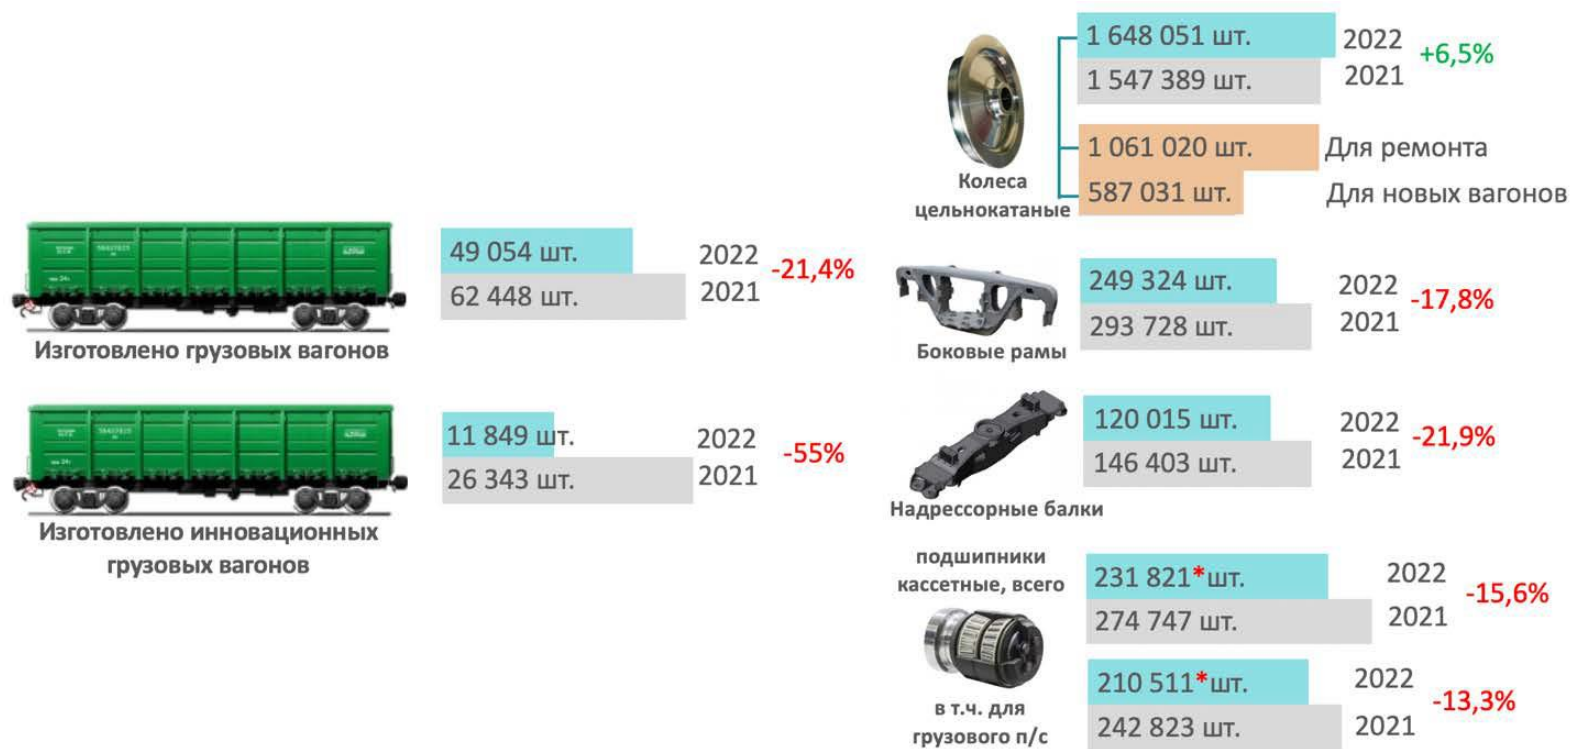 49 054 шт.
2022
-21,4%
62 448 шт.
2021
Изготовлено грузовых вагонов
11 849 шт.
2022
-55%
26 343 шт.
2021
Изготовлено инновационных
грузовых вагонов
1 648 051 шт.
2022
+6,5%
1 547 389 шт.
2021
1 061 020 шт.
Для ремонта
587 031 шт.
Для новых вагонов
Колеса
цельнокатаные
249 324 шт.
2022
-17,8%
293 728 шт.
2021
Боковые рамы
120 015 шт.
2022
-21,9%
146 403 шт.
2021
Надрессорные балки
подшипники
кассетные, всего
231 821*шт.
2022
-15,6%
274 747 шт.
2021
210 511*шт.
2022
-13,3%
242 823 шт.
2021
в т.ч. для
грузового п/с